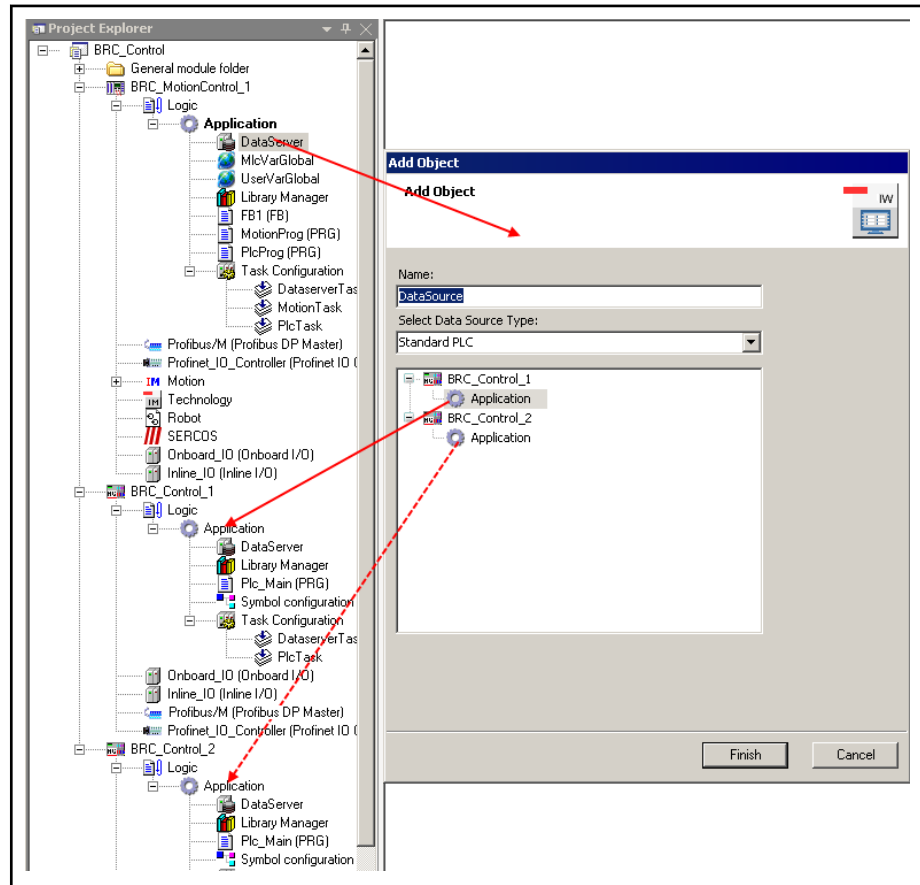 Project Explorer
BRC_Control
General module folder
BRC_MotionControl_1
Logic
Application
DataServer
MlcVarGlobal
UserVarGlobal
Library Manager
FB1 (FB)
MotionProg (PRG)
PlcProg (PRG)
Task Configuration
DataserverTas
MotionTask
PlcTask
Profibus/M (Profibus DP Master)
Profinet_IO_Controller (Profinet IO (
Motion
Technology
Robot
SERCOS
Onboard_IO (Onboard I/O)
Inline_IO (Inline I/O)
BRC_Control_1
Logic
Application
DataServer
Library Manager
Plc_Main (PRG)
Symbol configuration
Task Configuration
DataserverTas
PlcTask
Onboard_IO (Onboard I/O)
Inline_IO (Inline I/O)
Profibus/M (Profibus DP Master)
Profinet_IO_Controller (Profinet IO (
BRC_Control_2
Logic
Application
DataServer
Library Manager
Plc_Main (PRG)
Symbol configuration
Add Object
Add Object
IW
Name:
DataSource
Select Data Source Type:
Standard PLC
BRC_Control_1
Application
BRC_Control_2
Application
Finish
Cancel